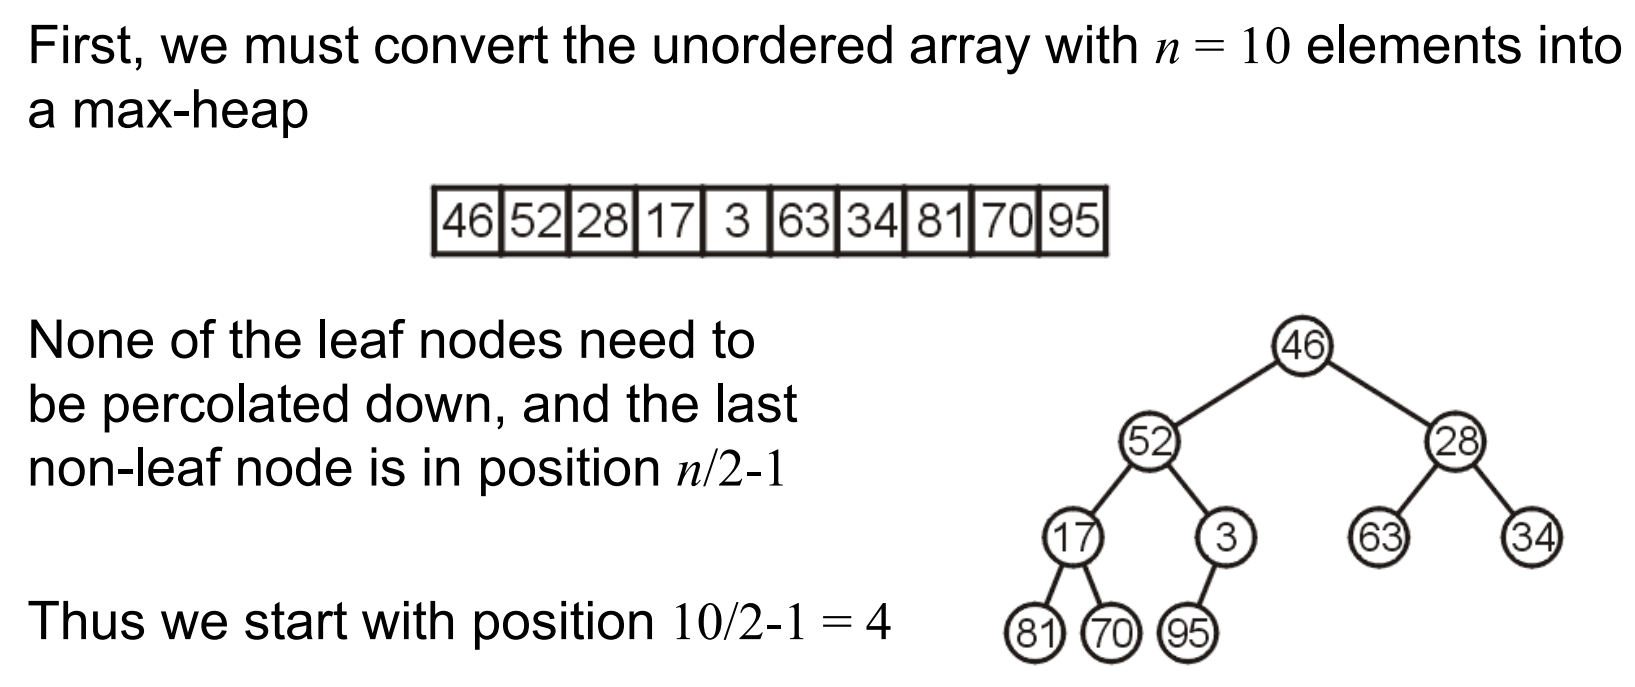 First, we must convert the unordered array with n = 10 elements into
a max-heap
46 52 28 17 3 63 34 81 70 95
None of the leaf nodes need to
be percolated down, and the last
non-leaf node is in position n/2-1
Thus we start with position 10/2-1 = 4
46
52 28
17 3 63 34
81 70 95